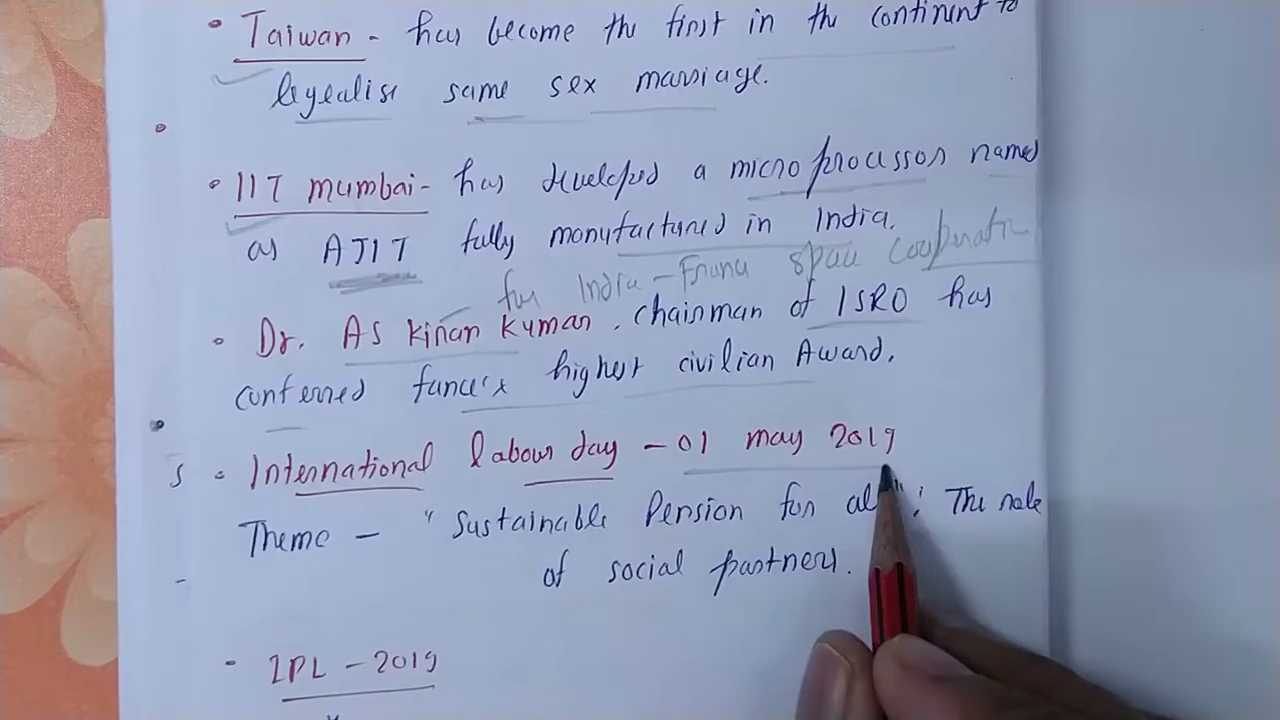 • Taiwan - has become the first in the continent to
legealise same sex marriage.
• IIT mumbai - has developed a microprocessor named
as AJIT fully manufactured in India.
for India - France space Cooperation
• Dr. AS Kiran Kumar, chairman of ISRO has
conferred france's highest civilian Award.
• International labour day - 01 may 2019
Theme - "Sustainable Pension for all": The role
of social partners.
- IPL - 2019